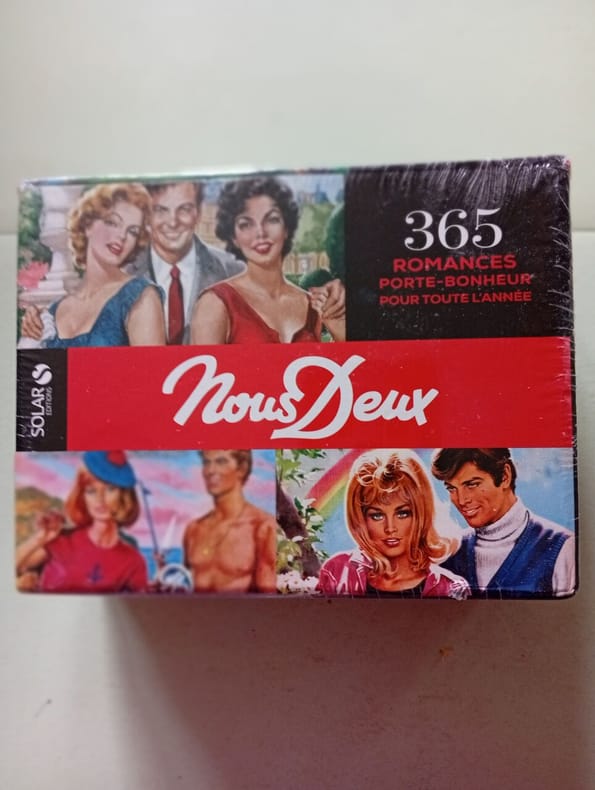 365
ROMANCES
PORTE-BONHEUR
POUR TOUTE L'ANNÉE
SOLAR
ÉDITIONS
Nous Deux